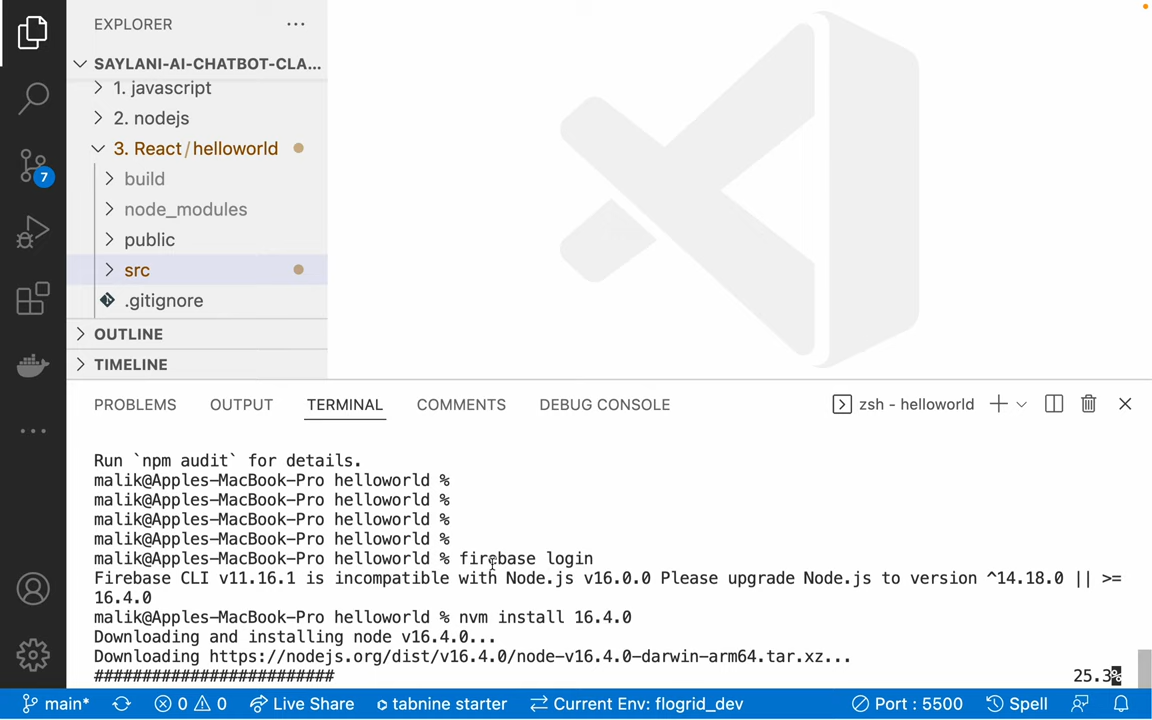 EXPLORER
SAYLANI-AI-CHATBOT-CLA...
1. javascript
2. nodejs
3. React/helloworld
build
node_modules
public
src
.gitignore
OUTLINE
TIMELINE
7
PROBLEMS OUTPUT TERMINAL COMMENTS DEBUG CONSOLE zsh - helloworld
Run `npm audit` for details.
malik@Apples-MacBook-Pro helloworld %
malik@Apples-MacBook-Pro helloworld %
malik@Apples-MacBook-Pro helloworld %
malik@Apples-MacBook-Pro helloworld %
malik@Apples-MacBook-Pro helloworld % firebase login
Firebase CLI v11.16.1 is incompatible with Node.js v16.0.0 Please upgrade Node.js to version ^14.18.0 || >=
16.4.0
malik@Apples-MacBook-Pro helloworld % nvm install 16.4.0
Downloading and installing node v16.4.0...
Downloading https://nodejs.org/dist/v16.4.0/node-v16.4.0-darwin-arm64.tar.xz...
######################### 25.3%
main* 0 0 Live Share tabnine starter Current Env: flogrid_dev Port : 5500 Spell